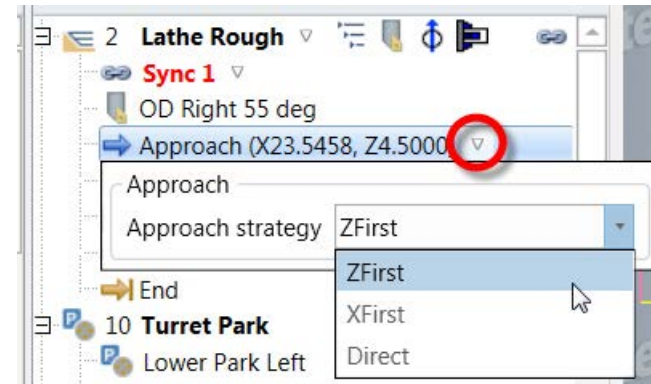 2 Lathe Rough
Sync 1
OD Right 55 deg
Approach (X23.5458, Z4.5000)
Approach
Approach strategy ZFirst
ZFirst
XFirst
Direct
End
10 Turret Park
Lower Park Left